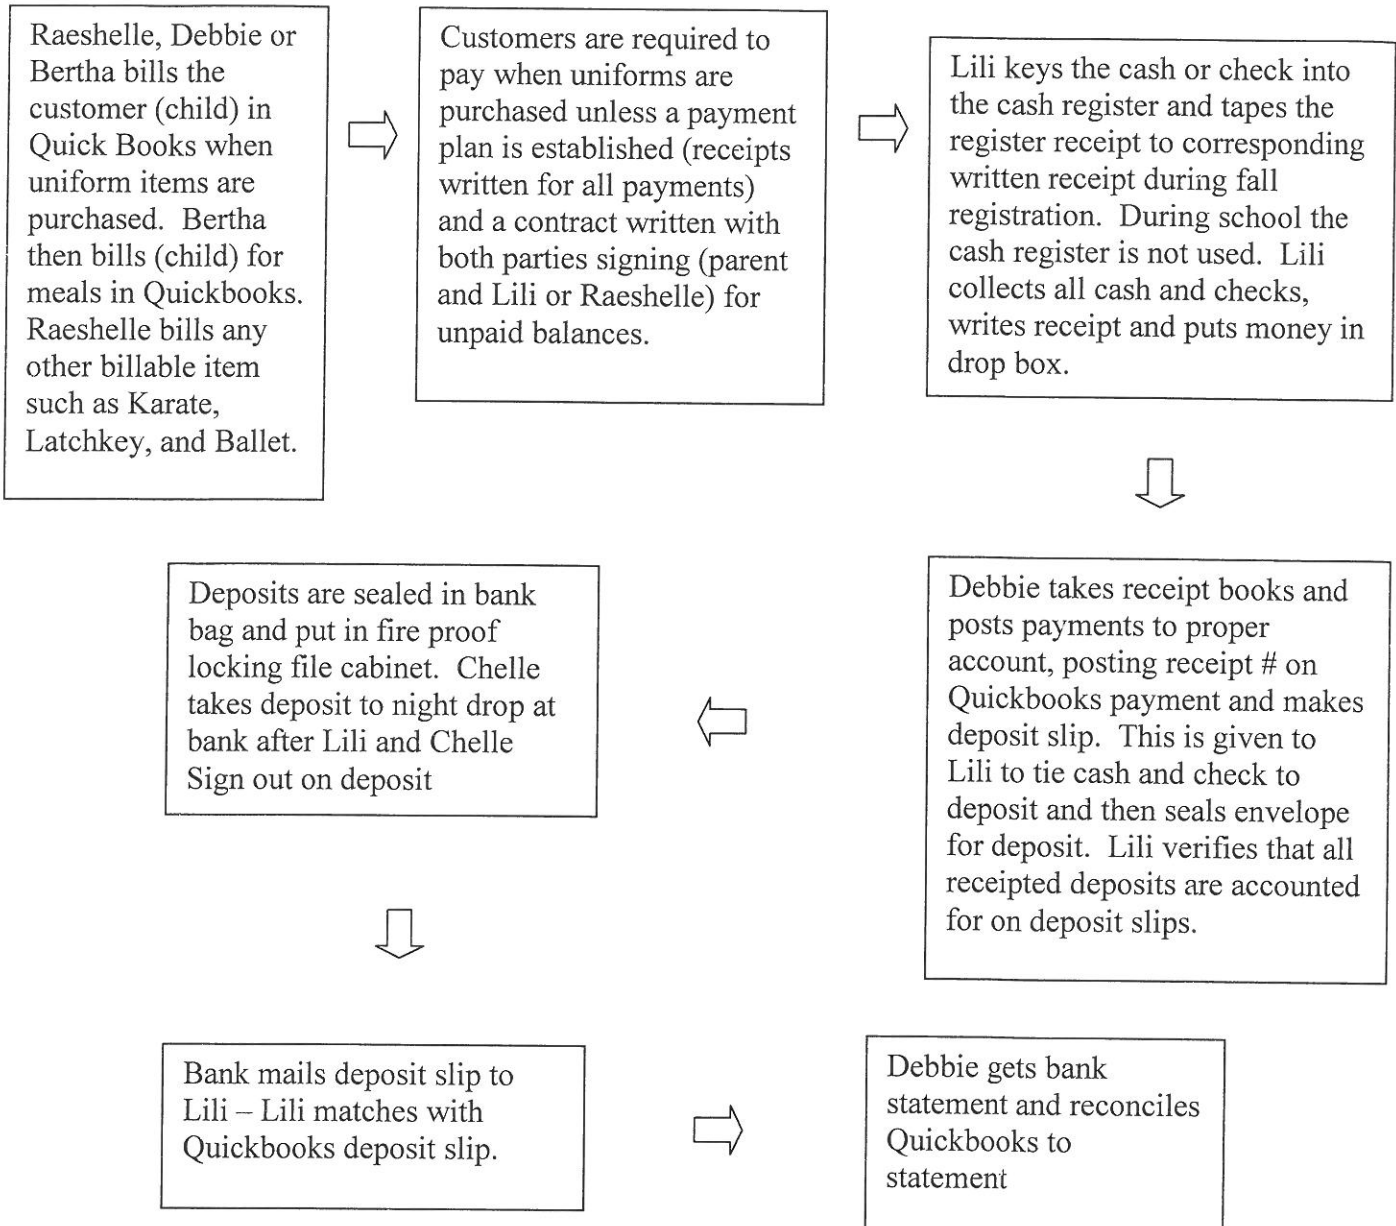 Raeshelle, Debbie or
Bertha bills the
customer (child) in
Quick Books when
uniform items are
purchased.  Bertha
then bills (child) for
meals in Quickbooks.
Raeshelle bills any
other billable item
such as Karate,
Latchkey, and Ballet.
Customers are required to
pay when uniforms are
purchased unless a payment
plan is established (receipts
written for all payments)
and a contract written with
both parties signing (parent
and Lili or Raeshelle) for
unpaid balances.
Lili keys the cash or check into
the cash register and tapes the
register receipt to corresponding
written receipt during fall
registration.  During school the
cash register is not used.  Lili
collects all cash and checks,
writes receipt and puts money in
drop box.
Debbie takes receipt books and
posts payments to proper
account, posting receipt # on
Quickbooks payment and makes
deposit slip.  This is given to
Lili to tie cash and check to
deposit and then seals envelope
for deposit.  Lili verifies that all
receipted deposits are accounted
for on deposit slips.
Deposits are sealed in bank
bag and put in fire proof
locking file cabinet.  Chelle
takes deposit to night drop at
bank after Lili and Chelle
Sign out on deposit
Bank mails deposit slip to
Lili – Lili matches with
Quickbooks deposit slip.
Debbie gets bank
statement and reconciles
Quickbooks to
statement